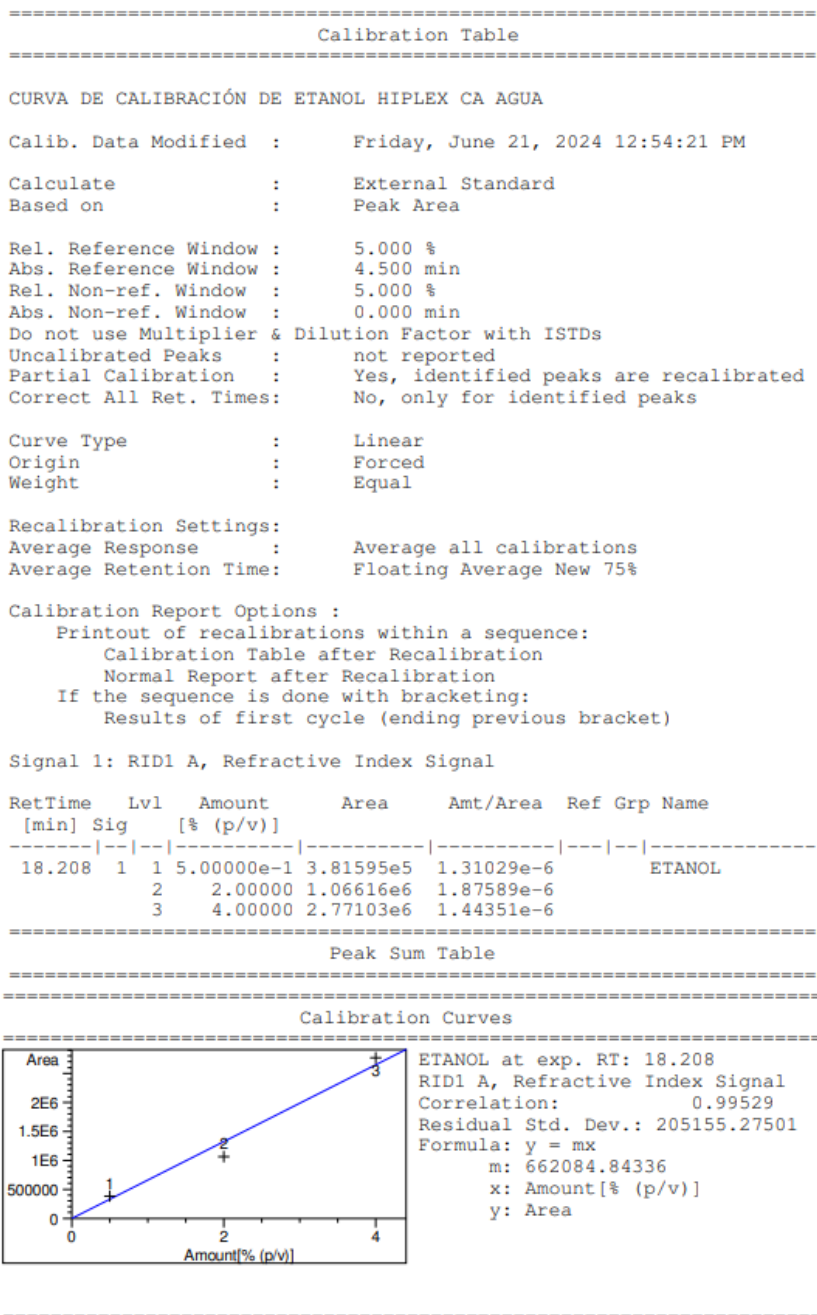 =====================================================================
Calibration Table
=====================================================================
CURVA DE CALIBRACIÓN DE ETANOL HIPLEX CA AGUA
Calib. Data Modified  :      Friday, June 21, 2024 12:54:21 PM
Calculate             :      External Standard
Based on              :      Peak Area
Rel. Reference Window :      5.000 %
Abs. Reference Window :      4.500 min
Rel. Non-ref. Window  :      5.000 %
Abs. Non-ref. Window  :      0.000 min
Do not use Multiplier & Dilution Factor with ISTDs
Uncalibrated Peaks    :      not reported
Partial Calibration   :      Yes, identified peaks are recalibrated
Correct All Ret. Times:      No, only for identified peaks
Curve Type            :      Linear
Origin                :      Forced
Weight                :      Equal
Recalibration Settings:
Average Response      :      Average all calibrations
Average Retention Time:      Floating Average New 75%
Calibration Report Options :
    Printout of recalibrations within a sequence:
        Calibration Table after Recalibration
        Normal Report after Recalibration
    If the sequence is done with bracketing:
        Results of first cycle (ending previous bracket)
Signal 1: RID1 A, Refractive Index Signal
RetTime   Lvl   Amount      Area     Amt/Area  Ref Grp Name
 [min] Sig    [% (p/v)]
-------|--|--|----------|----------|----------|---|--|---------------
 18.208  1  1 5.00000e-1 3.81595e5  1.31029e-6        ETANOL
            2    2.00000 1.06616e6  1.87589e-6
            3    4.00000 2.77103e6  1.44351e-6
=====================================================================
Peak Sum Table
=====================================================================
=====================================================================
Calibration Curves
=====================================================================
Area
2E6
1.5E6
1E6
500000
0
1
2
3
0 2 4
Amount[% (p/v)]
ETANOL at exp. RT: 18.208
RID1 A, Refractive Index Signal
Correlation:            0.99529
Residual Std. Dev.: 205155.27501
Formula: y = mx
      m: 662084.84336
      x: Amount[% (p/v)]
      y: Area
=====================================================================